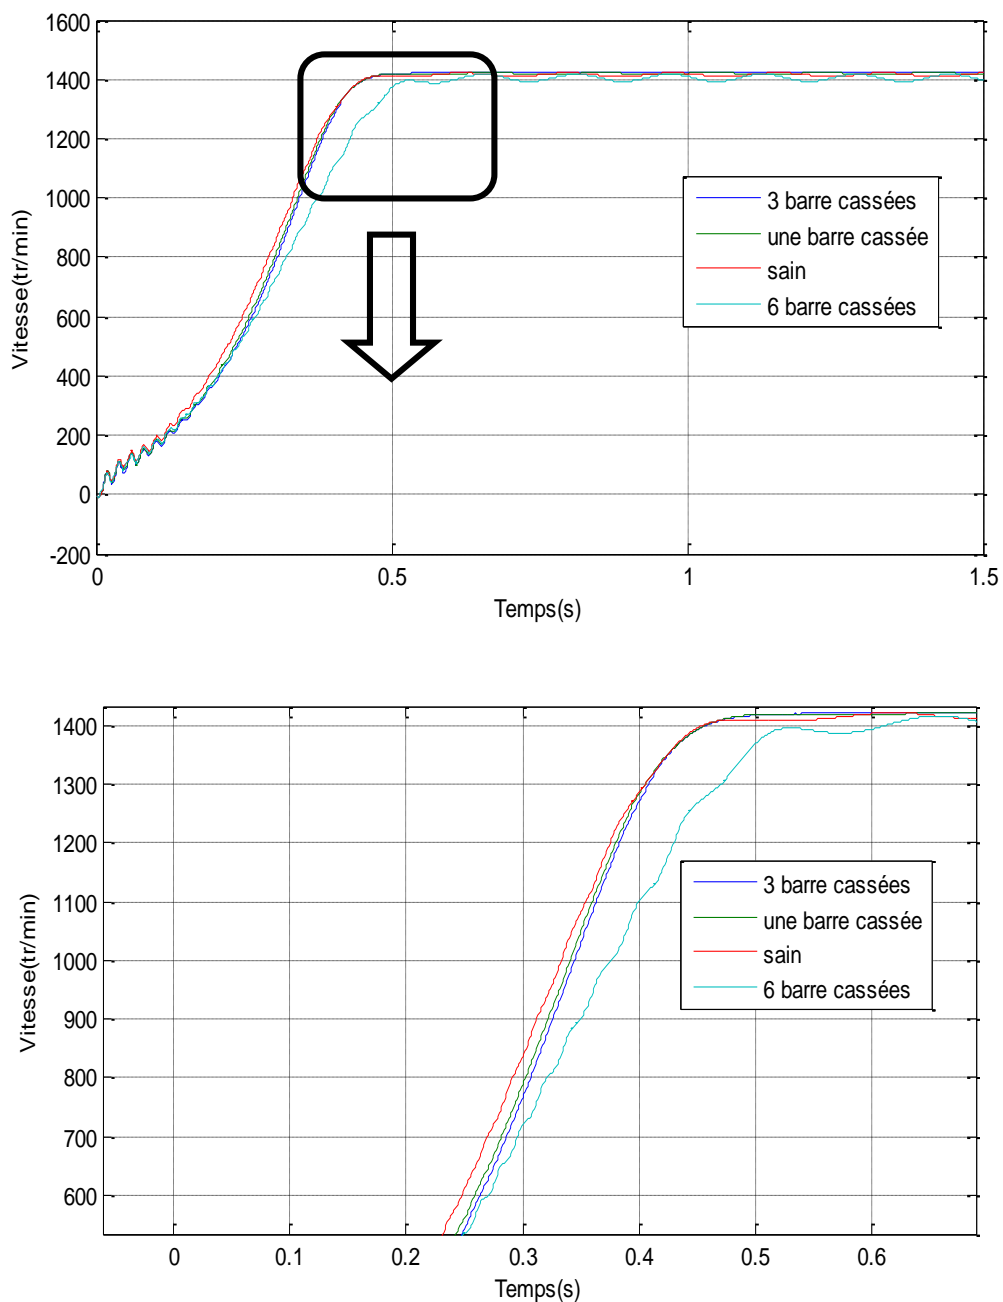 1600
1400
1200
1000
800
600
400
200
0
-200
Vitesse(tr/min)
3 barre cassées
une barre cassée
sain
6 barre cassées
0 0.5 1 1.5
Temps(s)
1400
1300
1200
1100
1000
900
800
700
600
Vitesse(tr/min)
3 barre cassées
une barre cassée
sain
6 barre cassées
0 0.1 0.2 0.3 0.4 0.5 0.6
Temps(s)